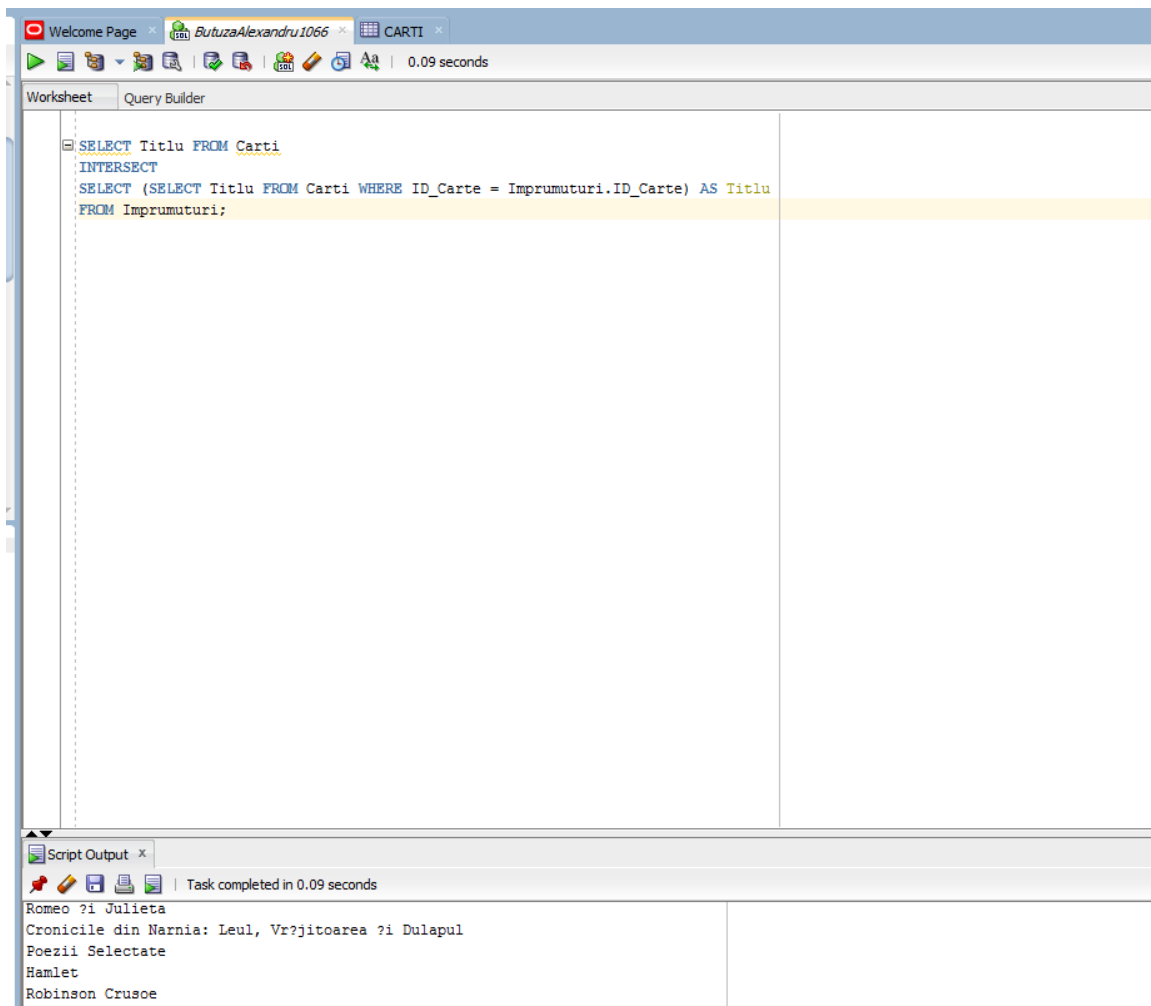 Welcome Page
ButuzaAlexandru1066
CARTI
0.09 seconds
Worksheet
Query Builder
SELECT Titlu FROM Carti
INTERSECT
SELECT (SELECT Titlu FROM Carti WHERE ID_Carte = Imprumuturi.ID_Carte) AS Titlu
FROM Imprumuturi;
Script Output
Task completed in 0.09 seconds
Romeo ?i Julieta
Cronicile din Narnia: Leul, Vr?jitoarea ?i Dulapul
Poezii Selectate
Hamlet
Robinson Crusoe